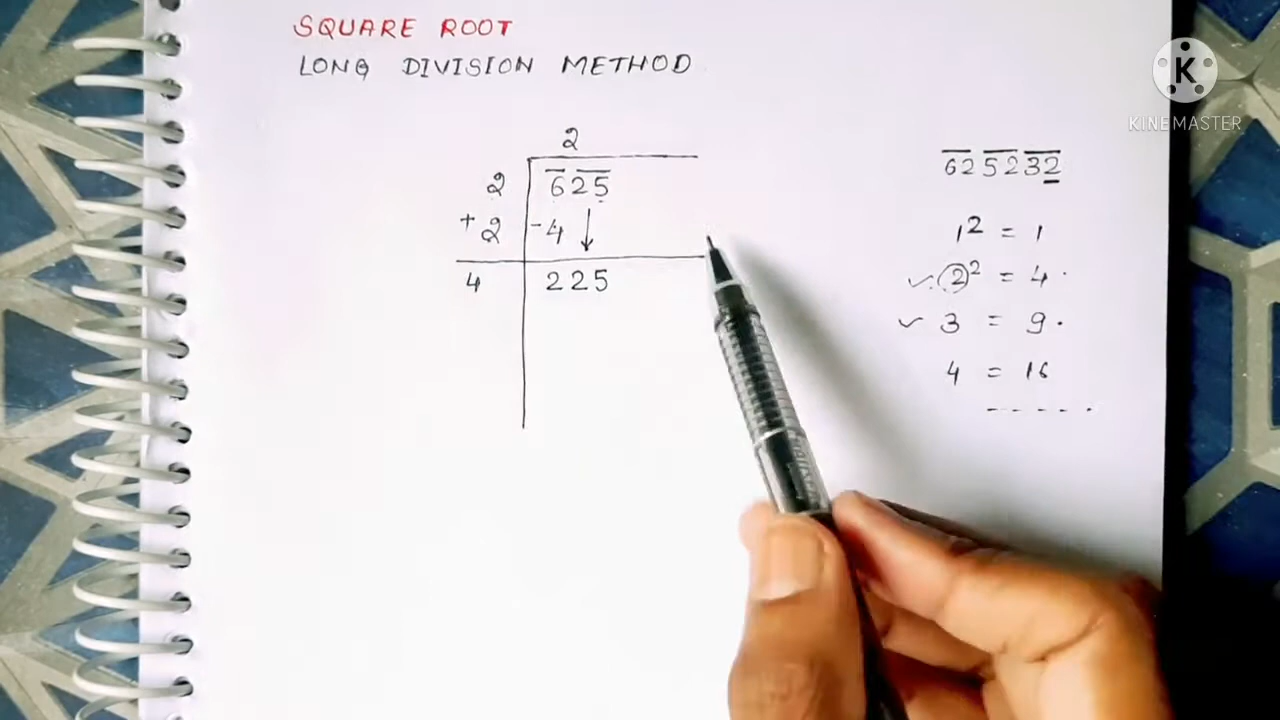 SQUARE ROOT
LONG DIVISION METHOD
K
KINEMASTER
2
2 625
+2 -4 ↓
4 225
625232
1² = 1
✓ 2² = 4
✓ 3 = 9
4 = 16
- - - - -